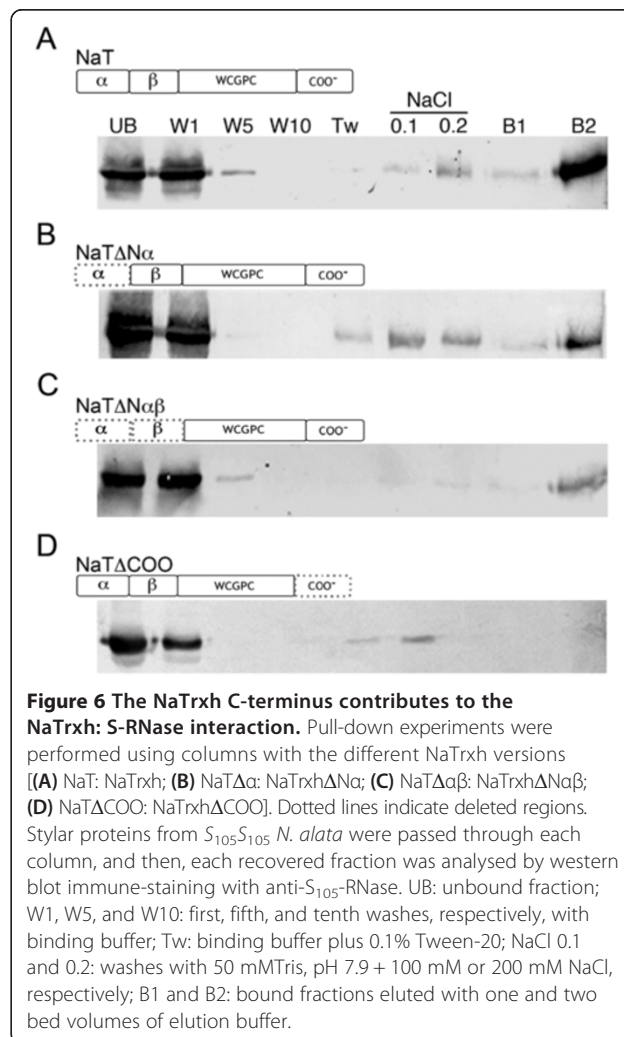 A
NaT
α β WCGPC COO⁻
NaCl
UB W1 W5 W10 Tw 0.1 0.2 B1 B2
B
NaTΔNα
α β WCGPC COO⁻
C
NaTΔNαβ
α β WCGPC COO⁻
D
NaTΔCOO
α β WCGPC COO⁻
Figure 6 The NaTrxh C-terminus contributes to the
NaTrxh: S-RNase interaction. Pull-down experiments were
performed using columns with the different NaTrxh versions
[(A) NaT: NaTrxh; (B) NaTΔα: NaTrxhΔNα; (C) NaTΔαβ: NaTrxhΔNαβ;
(D) NaTΔCOO: NaTrxhΔCOO]. Dotted lines indicate deleted regions.
Stylar proteins from S₁₀₅S₁₀₅ N. alata were passed through each
column, and then, each recovered fraction was analysed by western
blot immune-staining with anti-S₁₀₅-RNase. UB: unbound fraction;
W1, W5, and W10: first, fifth, and tenth washes, respectively, with
binding buffer; Tw: binding buffer plus 0.1% Tween-20; NaCl 0.1
and 0.2: washes with 50 mMTris, pH 7.9 + 100 mM or 200 mM NaCl,
respectively; B1 and B2: bound fractions eluted with one and two
bed volumes of elution buffer.